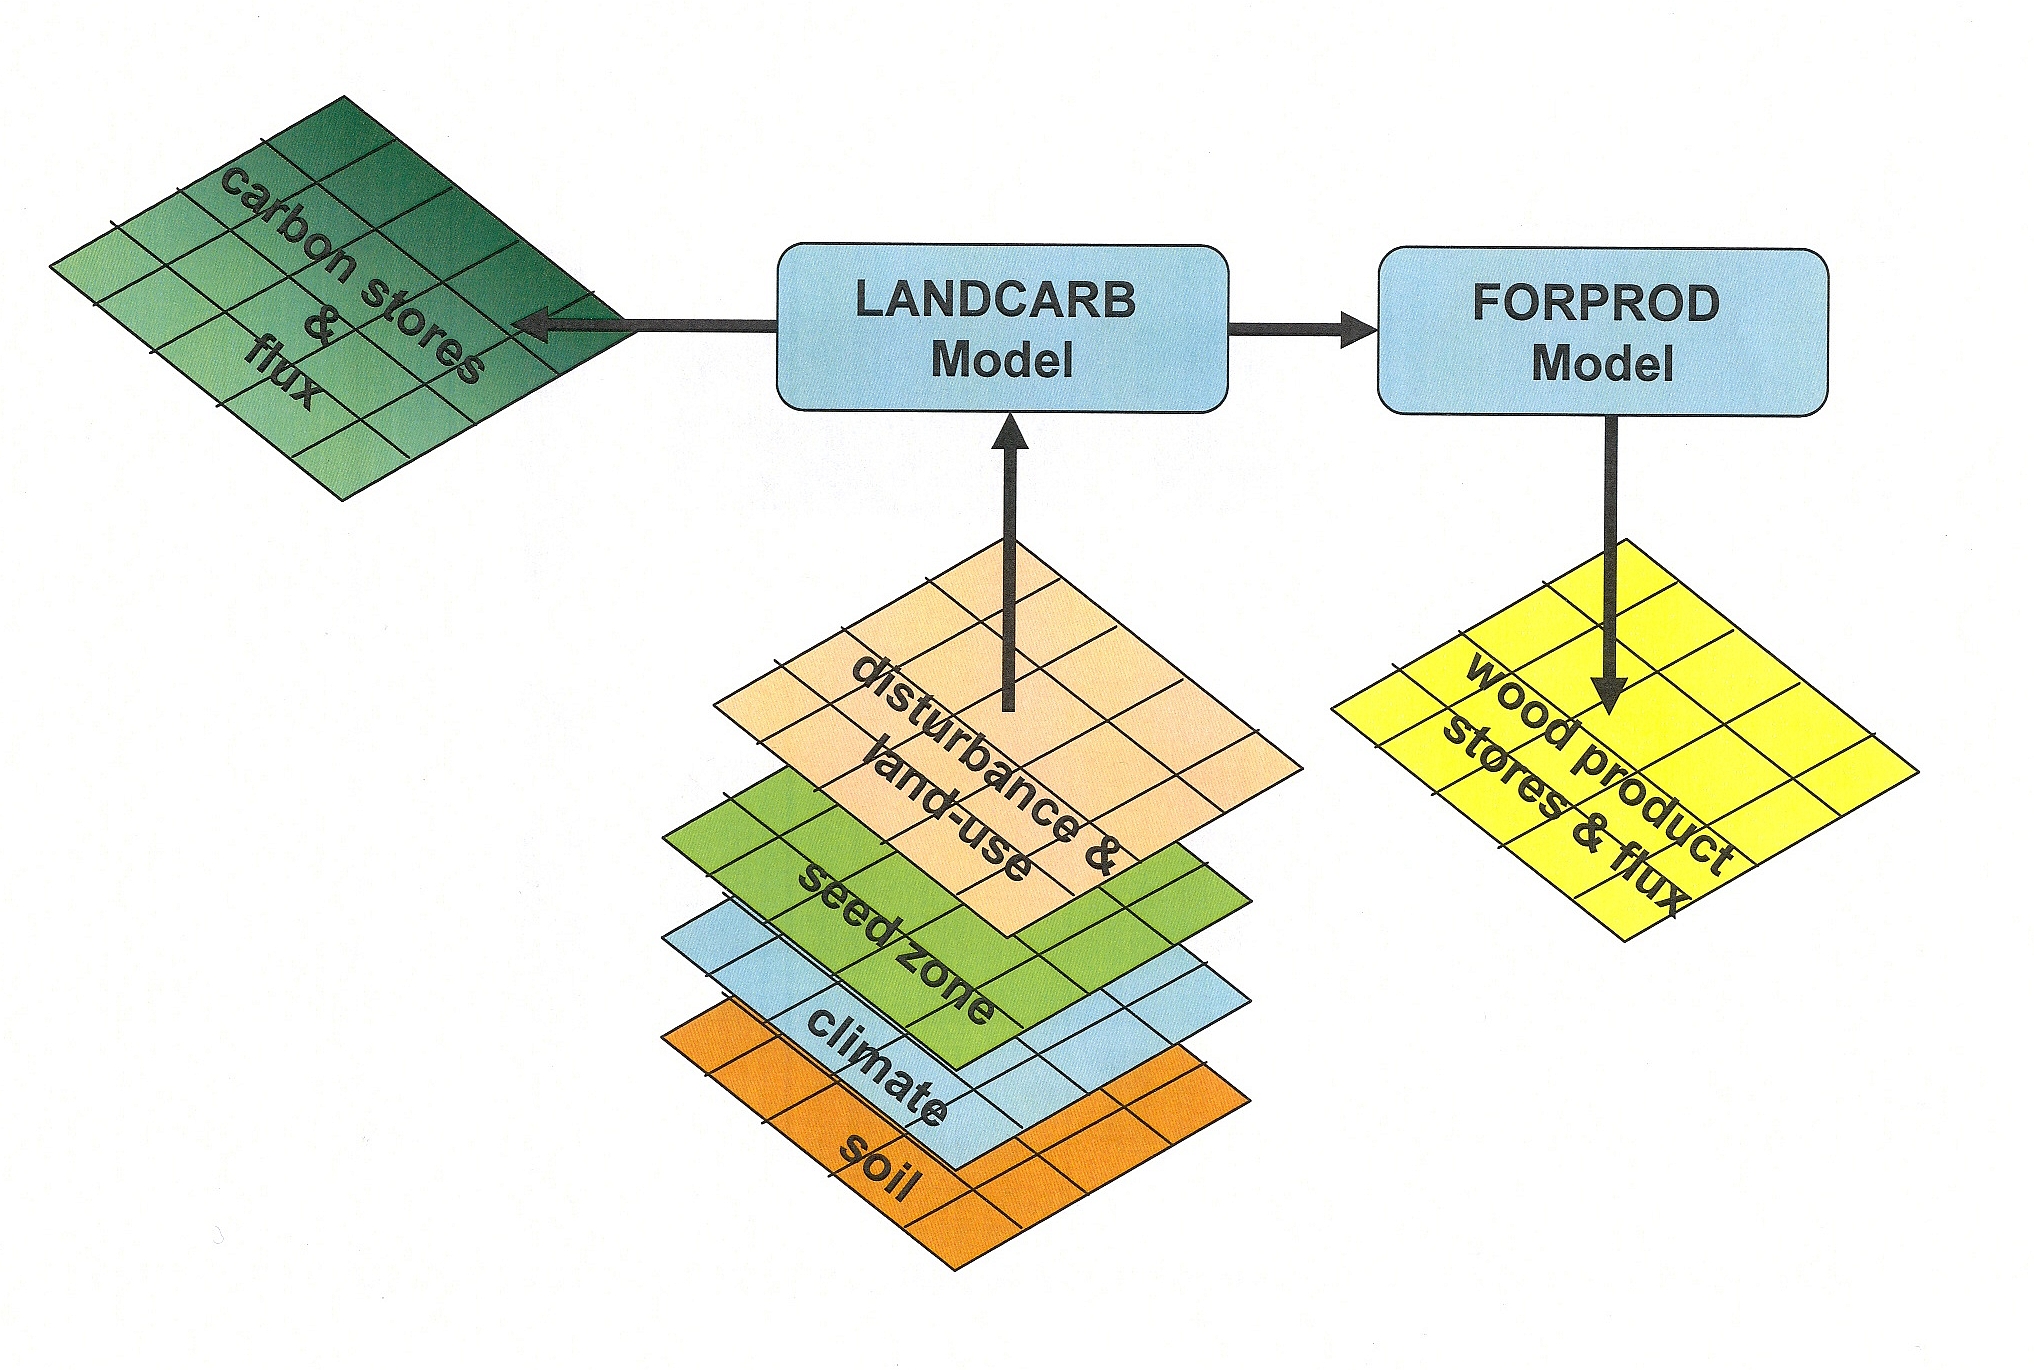 carbon stores
&
flux
LANDCARB
Model
FORPROD
Model
disturbance &
land-use
seed zone
climate
soil
wood product
stores & flux